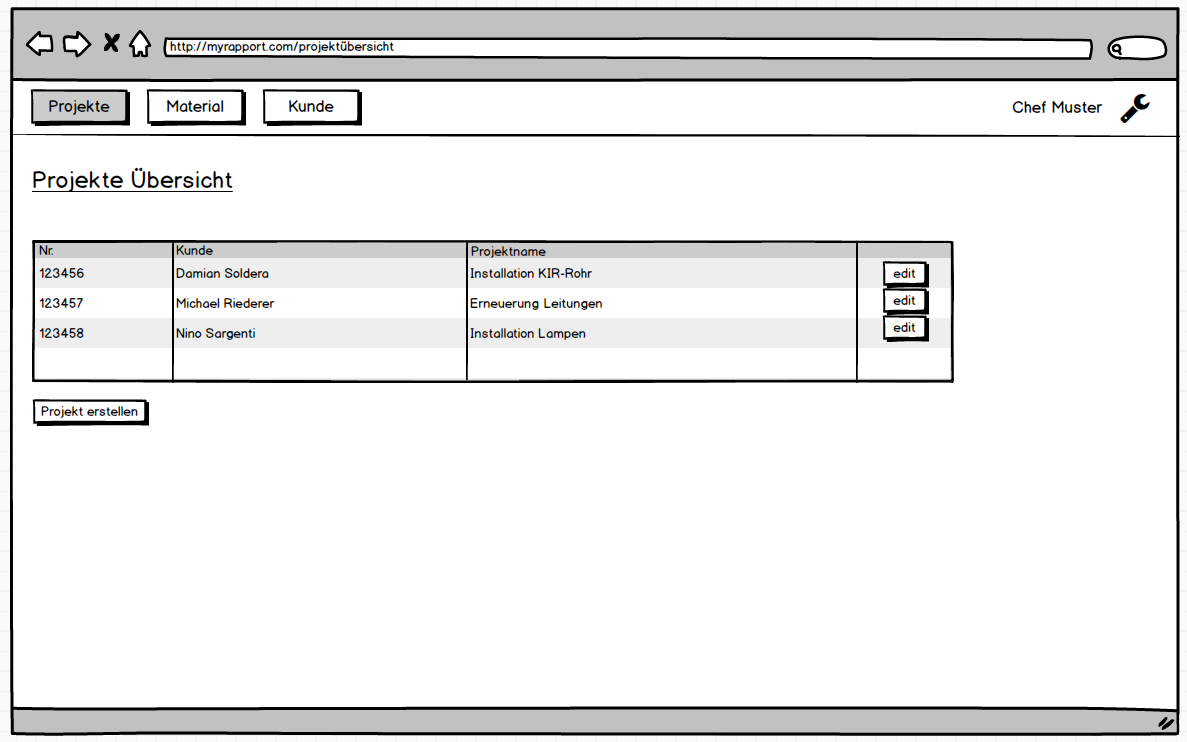 http://myrapport.com/projektübersicht
Projekte Material Kunde Chef Muster
Projekte Übersicht
Nr. Kunde Projektname
123456 Damian Soldera Installation KIR-Rohr edit
123457 Michael Riederer Erneuerung Leitungen edit
123458 Nino Sargenti Installation Lampen edit
Projekt erstellen